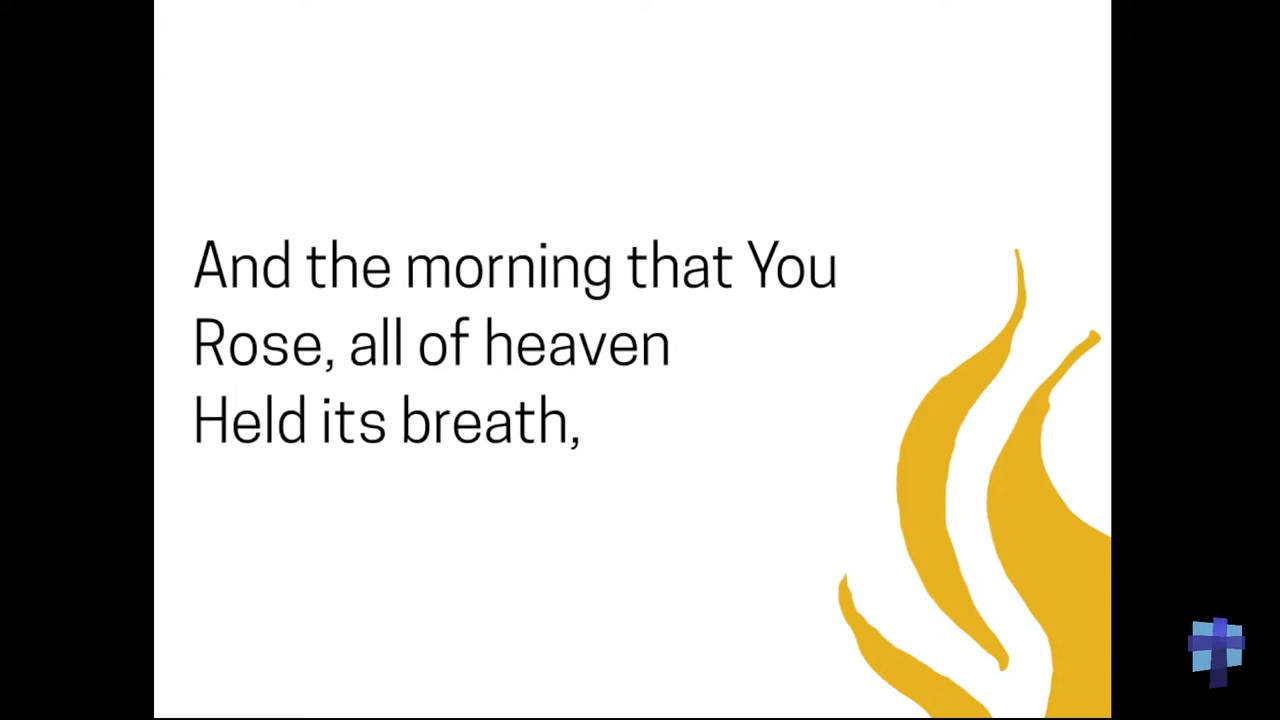 And the morning that You
Rose, all of heaven
Held its breath,